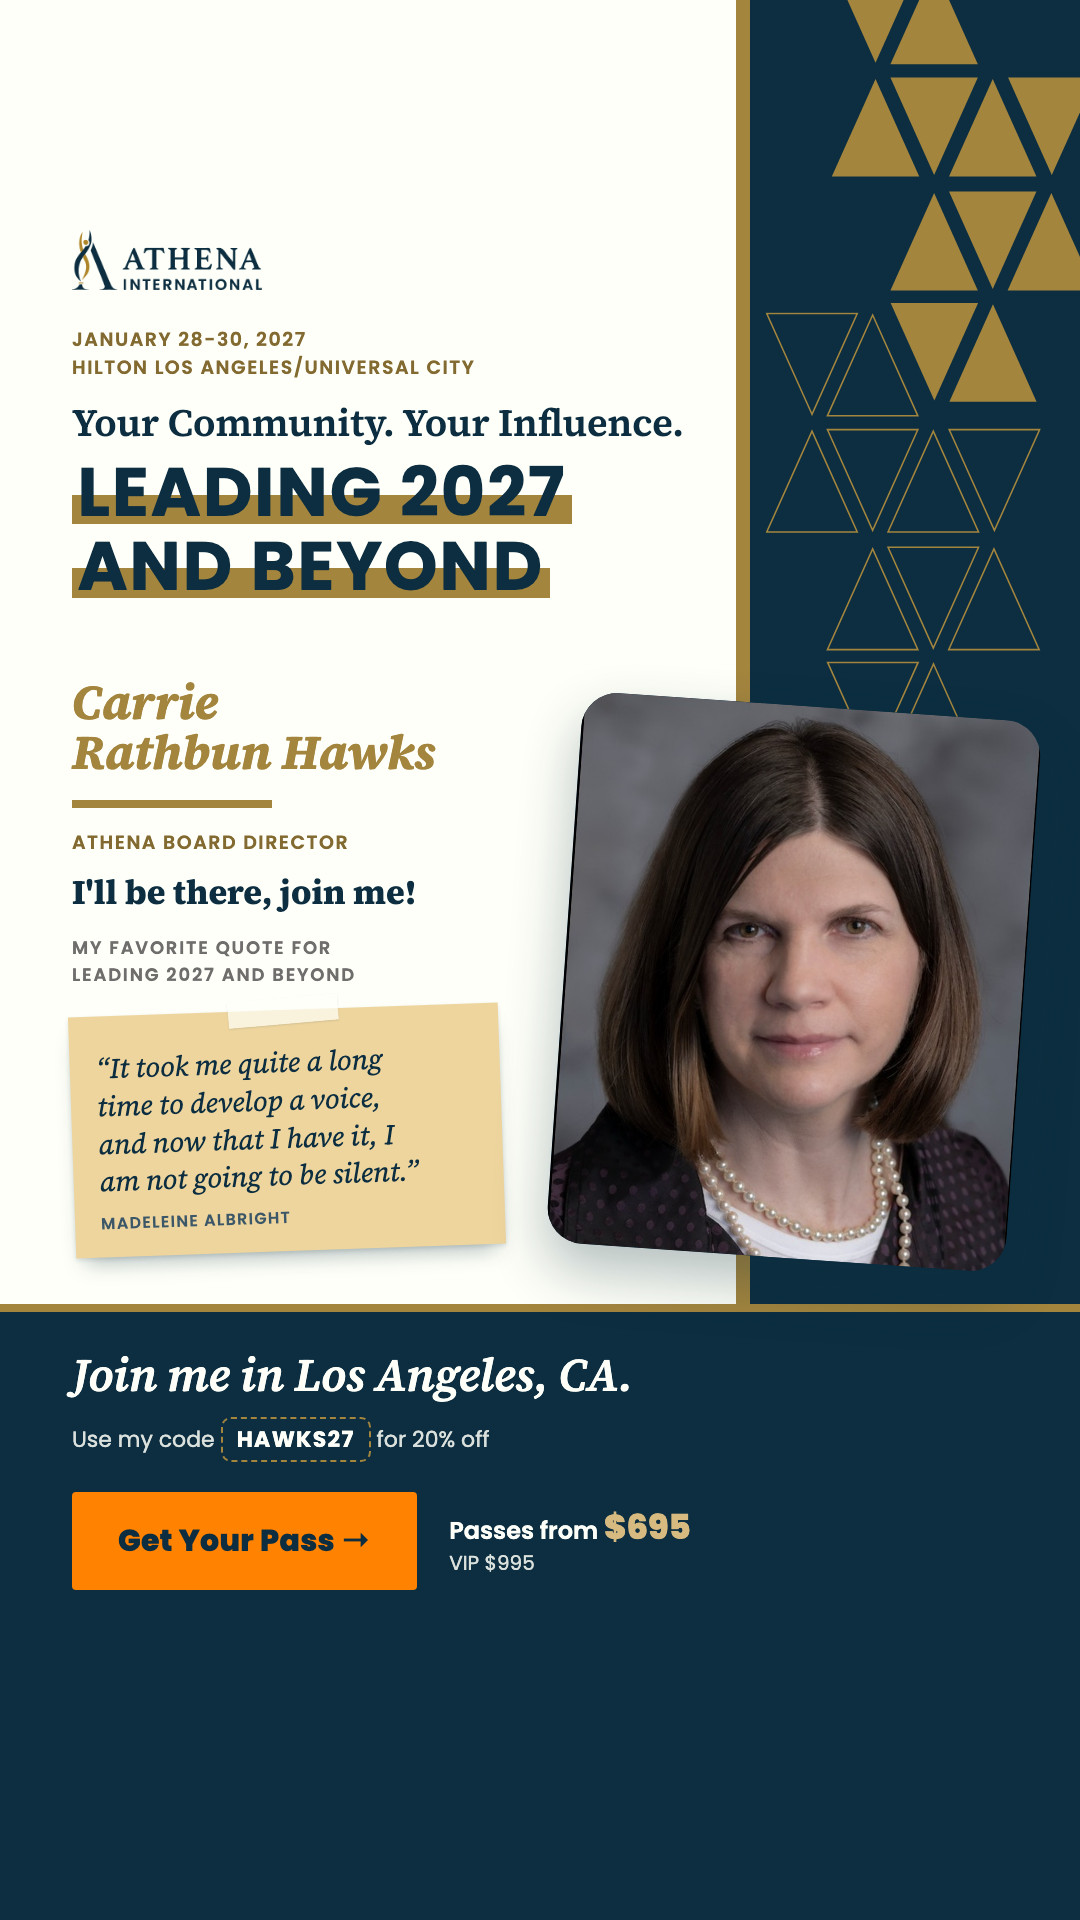 ATHENA
INTERNATIONAL
JANUARY 28-30, 2027
HILTON LOS ANGELES/UNIVERSAL CITY
Your Community. Your Influence.
LEADING 2027
AND BEYOND
Carrie
Rathbun Hawks
ATHENA BOARD DIRECTOR
I'll be there, join me!
MY FAVORITE QUOTE FOR
LEADING 2027 AND BEYOND
“It took me quite a long
time to develop a voice,
and now that I have it, I
am not going to be silent.”
MADELEINE ALBRIGHT
Join me in Los Angeles, CA.
Use my code HAWKS27 for 20% off
Get Your Pass →
Passes from $695
VIP $995